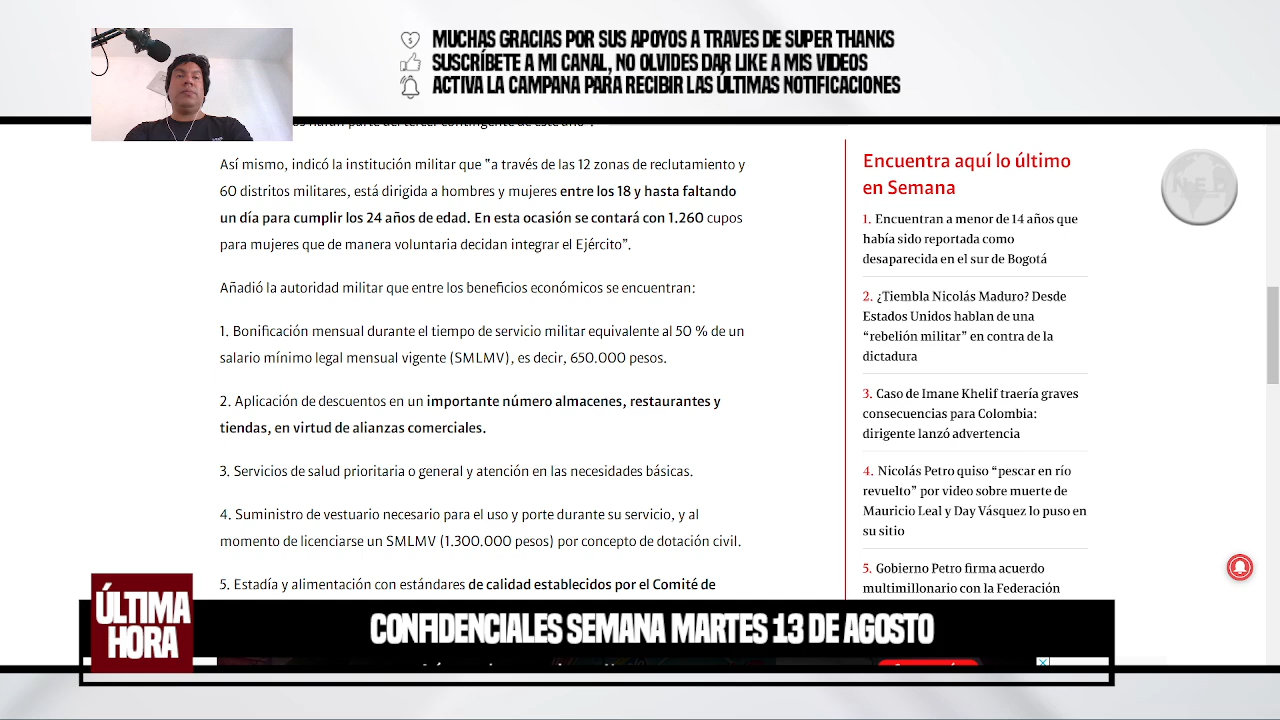 MUCHAS GRACIAS POR SUS APOYOS A TRAVES DE SUPER THANKS
SUSCRÍBETE A MI CANAL, NO OLVIDES DAR LIKE A MIS VIDEOS
ACTIVA LA CAMPANA PARA RECIBIR LAS ÚLTIMAS NOTIFICACIONES
Así mismo, indicó la institución militar que “a través de las 12 zonas de reclutamiento y
60 distritos militares, está dirigida a hombres y mujeres entre los 18 y hasta faltando
un día para cumplir los 24 años de edad. En esta ocasión se contará con 1.260 cupos
para mujeres que de manera voluntaria decidan integrar el Ejército”.
Añadió la autoridad militar que entre los beneficios económicos se encuentran:
1. Bonificación mensual durante el tiempo de servicio militar equivalente al 50 % de un
salario mínimo legal mensual vigente (SMLMV), es decir, 650.000 pesos.
2. Aplicación de descuentos en un importante número almacenes, restaurantes y
tiendas, en virtud de alianzas comerciales.
3. Servicios de salud prioritaria o general y atención en las necesidades básicas.
4. Suministro de vestuario necesario para el uso y porte durante su servicio, y al
momento de licenciarse un SMLMV (1.300.000 pesos) por concepto de dotación civil.
5. Estadía y alimentación con estándares de calidad establecidos por el Comité de
Encuentra aquí lo último
en Semana
1. Encuentran a menor de 14 años que
había sido reportada como
desaparecida en el sur de Bogotá
2. ¿Tiembla Nicolás Maduro? Desde
Estados Unidos hablan de una
“rebelión militar” en contra de la
dictadura
3. Caso de Imane Khelif traería graves
consecuencias para Colombia:
dirigente lanzó advertencia
4. Nicolás Petro quiso “pescar en río
revuelto” por video sobre muerte de
Mauricio Leal y Day Vásquez lo puso en
su sitio
5. Gobierno Petro firma acuerdo
multimillonario con la Federación
ÚLTIMA
HORA
CONFIDENCIALES SEMANA MARTES 13 DE AGOSTO